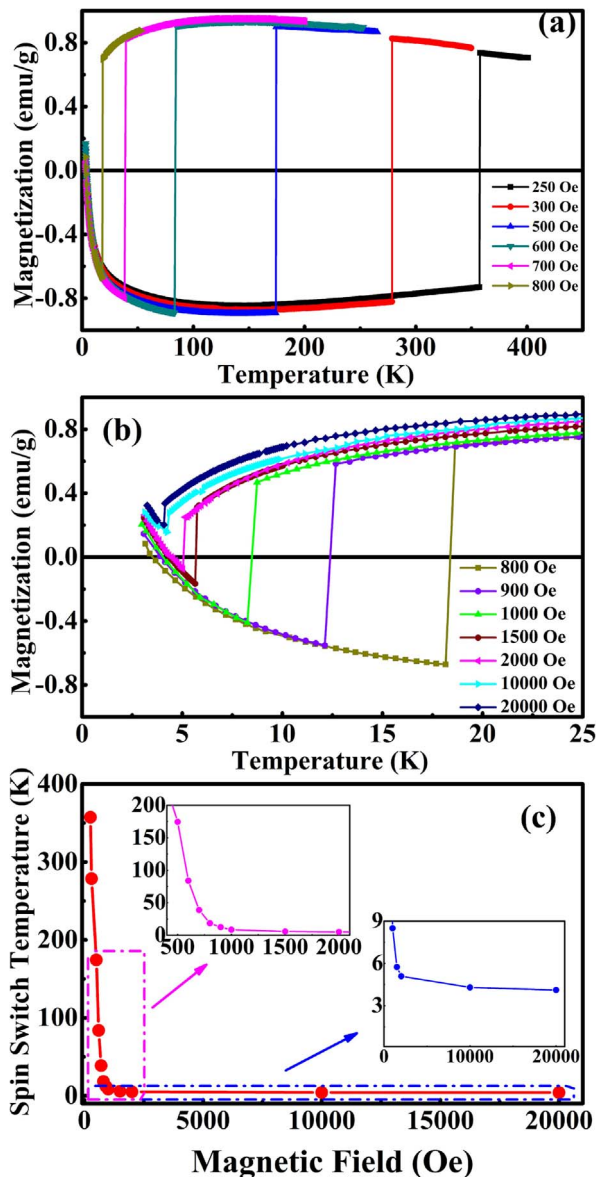 (a)
Magnetization (emu/g)
0.8
0.4
0.0
-0.4
-0.8
250 Oe
300 Oe
500 Oe
600 Oe
700 Oe
800 Oe
0 100 200 300 400
Temperature (K)
(b)
Magnetization (emu/g)
0.8
0.4
0.0
-0.4
-0.8
800 Oe
900 Oe
1000 Oe
1500 Oe
2000 Oe
10000 Oe
20000 Oe
0 5 10 15 20 25
Temperature (K)
(c)
Spin Switch Temperature (K)
400
350
300
250
200
150
100
50
0
200
150
100
50
0
500 1000 1500 2000
9
6
3
0 10000 20000
0 5000 10000 15000 20000
Magnetic Field (Oe)